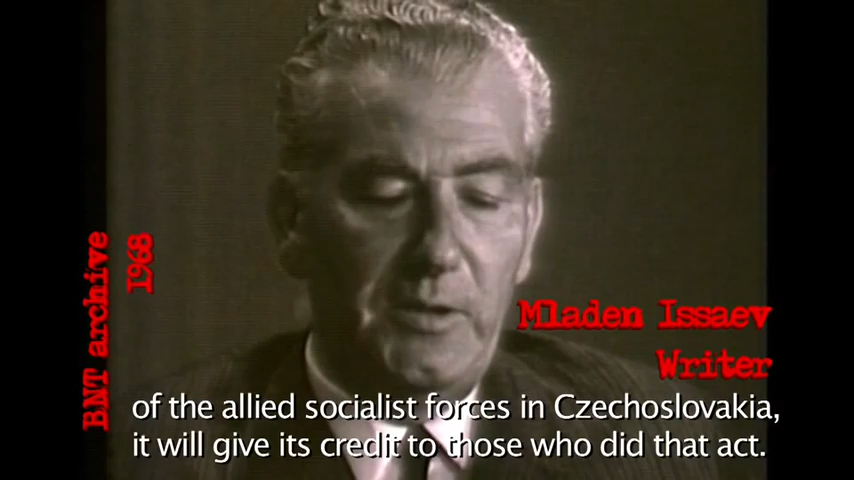 BNT archive
1968
Mladen Issaev
Writer
of the allied socialist forces in Czechoslovakia,
it will give its credit to those who did that act.